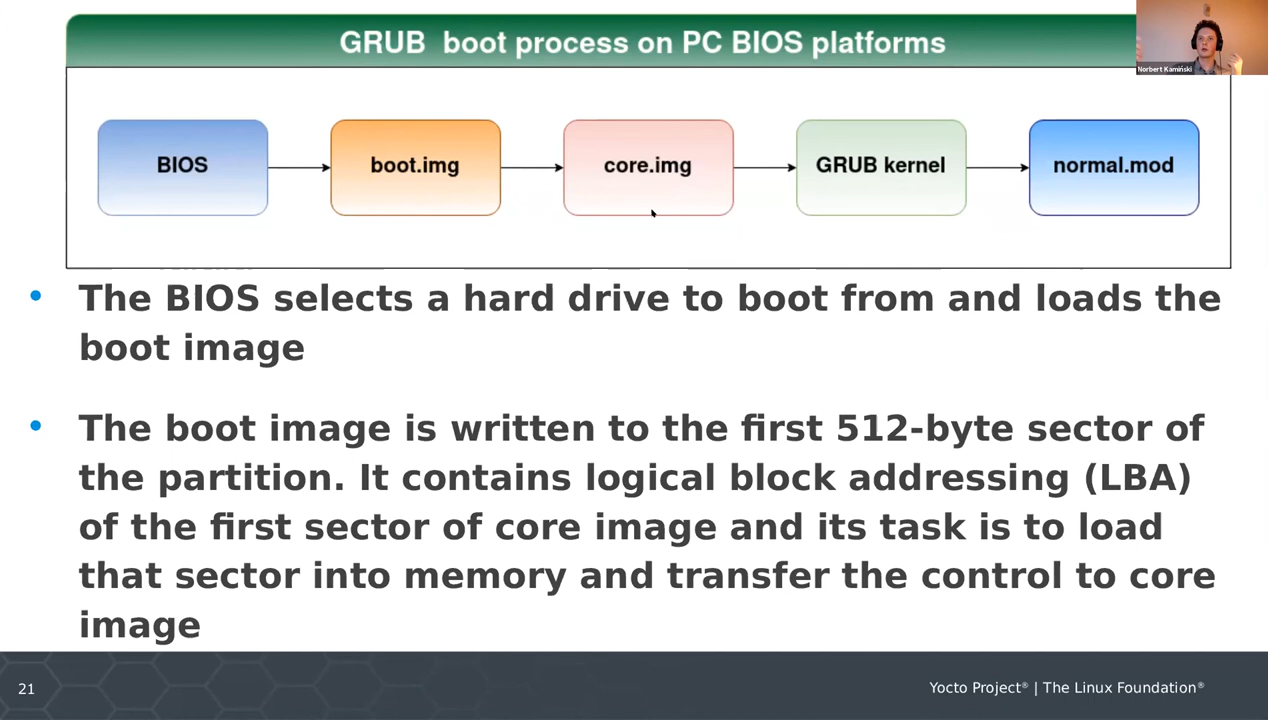 GRUB boot process on PC BIOS platforms
Norbert Kamiński
BIOS
boot.img
core.img
GRUB kernel
normal.mod
• The BIOS selects a hard drive to boot from and loads the
boot image
• The boot image is written to the first 512-byte sector of
the partition. It contains logical block addressing (LBA)
of the first sector of core image and its task is to load
that sector into memory and transfer the control to core
image
21
Yocto Project® | The Linux Foundation®